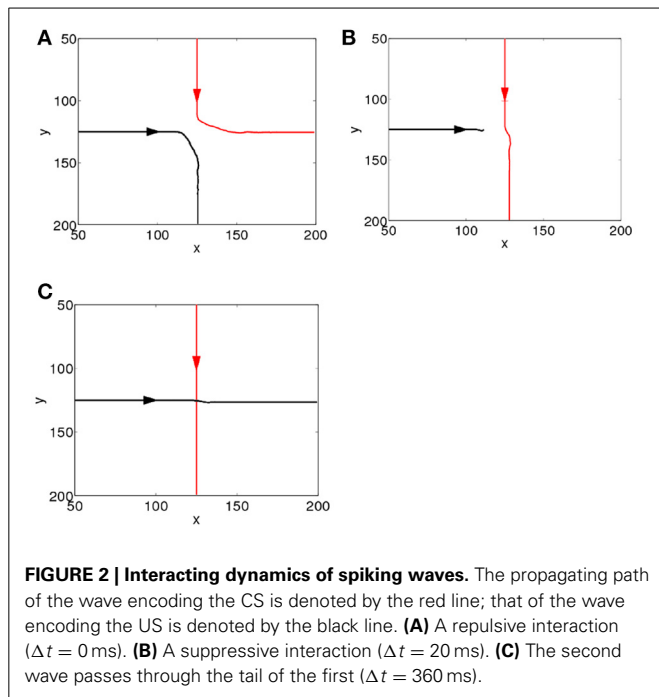 A
50
100
150
200
y
50
100
150
200
x
B
50
100
150
200
y
50
100
150
200
x
C
50
100
150
200
y
50
100
150
200
x
FIGURE 2 | Interacting dynamics of spiking waves. The propagating path
of the wave encoding the CS is denoted by the red line; that of the wave
encoding the US is denoted by the black line. (A) A repulsive interaction
(Δt = 0 ms). (B) A suppressive interaction (Δt = 20 ms). (C) The second
wave passes through the tail of the first (Δt = 360 ms).